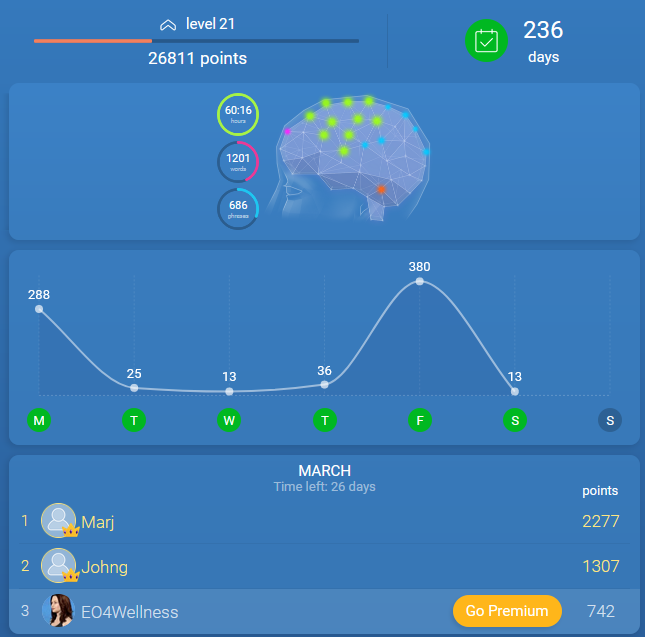 level 21
26811 points
236
days
60:16
hours
1201
words
686
phrases
288
25
13
36
380
13
M T W T F S S
MARCH
Time left: 26 days
points
1 Marj 2277
2 Johng 1307
3 EO4Wellness Go Premium 742